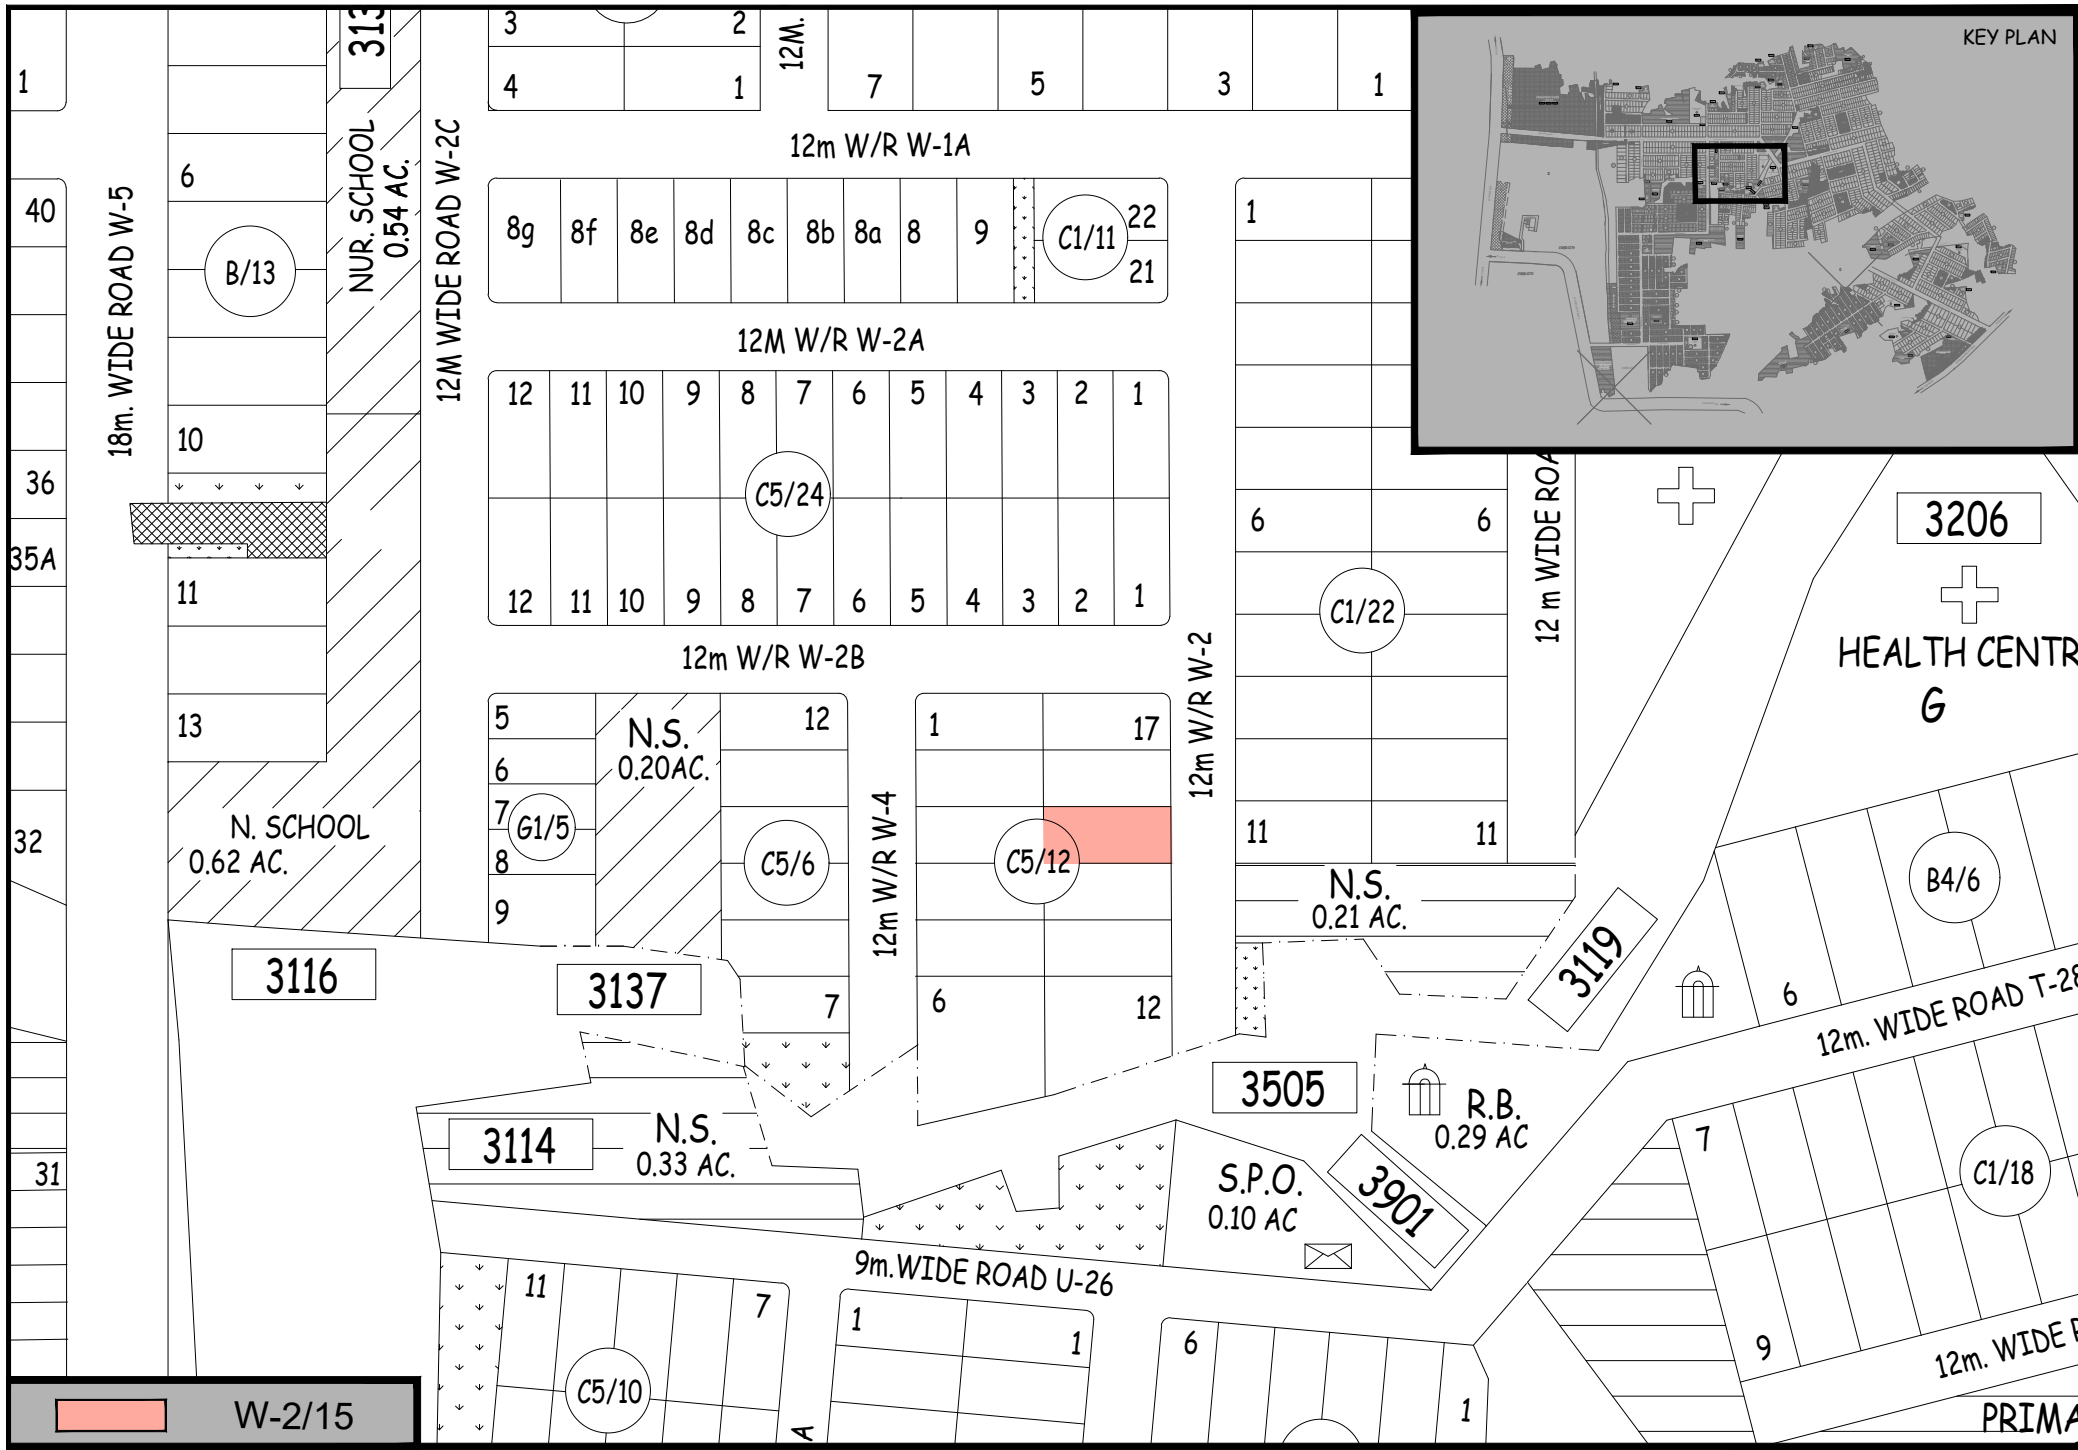 1
313
3
2
4
1
12M.
7
5
3
1
KEY PLAN
12m W/R W-1A
6
NUR. SCHOOL
0.54 AC.
12M WIDE ROAD W-2C
18m. WIDE ROAD W-5
40
B/13
8g
8f
8e
8d
8c
8b
8a
8
9
C1/11
22
21
1
12M W/R W-2A
12
11
10
9
8
7
6
5
4
3
2
1
10
36
C5/24
35A
11
12
11
10
9
8
7
6
5
4
3
2
1
6
6
C1/22
12 m WIDE ROA
3206
HEALTH CENTR
G
12m W/R W-2B
12m W/R W-2
13
5
6
7
8
9
G1/5
N.S.
0.20AC.
12
C5/6
7
12m W/R W-4
1
17
C5/12
6
12
11
11
N. SCHOOL
0.62 AC.
32
N.S.
0.21 AC.
B4/6
6
3116
3137
3119
12m. WIDE ROAD T-28
3505
R.B.
0.29 AC
3114
N.S.
0.33 AC.
31
S.P.O.
0.10 AC
3901
7
C1/18
9
9m.WIDE ROAD U-26
11
7
C5/10
A
1
1
6
1
12m. WIDE R
PRIMA
W-2/15